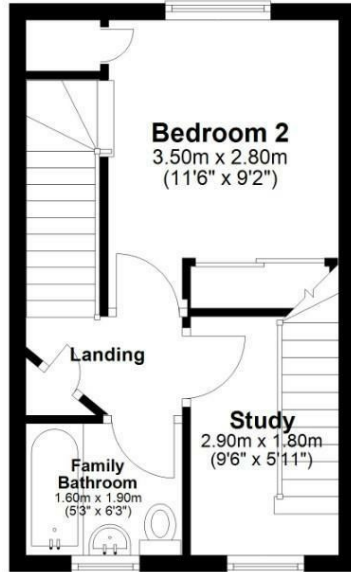 Bedroom 2
3.50m x 2.80m
(11'6" x 9'2")
Landing
Study
2.90m x 1.80m
(9'6" x 5'11")
Family
Bathroom
1.60m x 1.90m
(5'3" x 6'3")